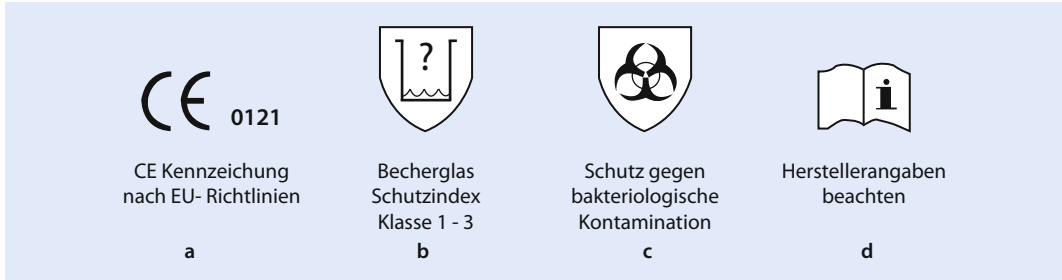 CE 0121
CE Kennzeichung
nach EU- Richtlinien
a
?
Becherglas
Schutzindex
Klasse 1 - 3
b
Schutz gegen
bakteriologische
Kontamination
c
i
Herstellerangaben
beachten
d